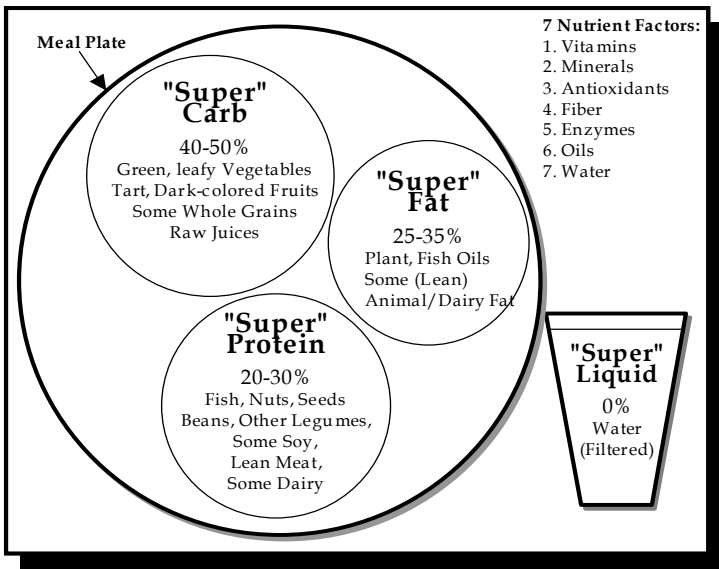 Meal Plate
"Super"
Carb
40-50%
Green, leafy Vegetables
Tart, Dark-colored Fruits
Some Whole Grains
Raw Juices
"Super"
Fat
25-35%
Plant, Fish Oils
Some (Lean)
Animal/Dairy Fat
"Super"
Protein
20-30%
Fish, Nuts, Seeds
Beans, Other Legumes,
Some Soy,
Lean Meat,
Some Dairy
7 Nutrient Factors:
1. Vitamins
2. Minerals
3. Antioxidants
4. Fiber
5. Enzymes
6. Oils
7. Water
"Super"
Liquid
0%
Water
(Filtered)